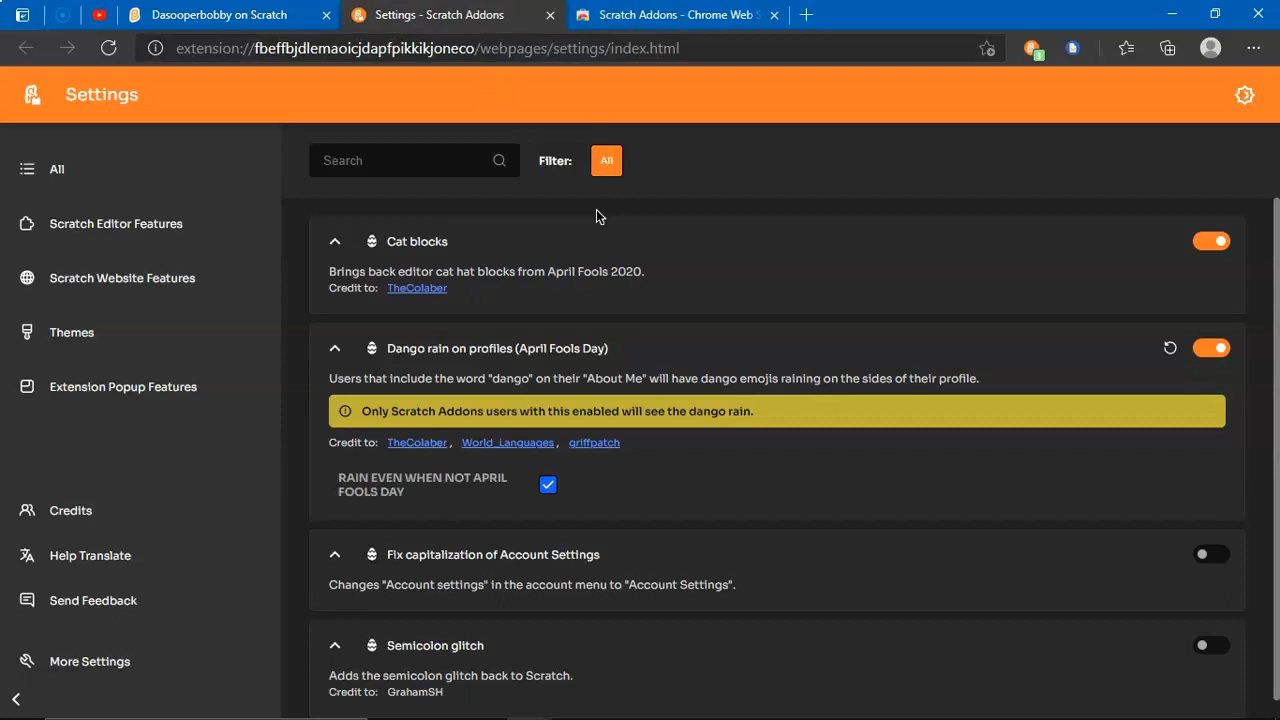 Dasooperbobby on Scratch
Settings - Scratch Addons
Scratch Addons - Chrome Web S
extension://fbeffbjdlemaoicjdapfpikkikjoneco/webpages/settings/index.html
3
Settings
All
Scratch Editor Features
Scratch Website Features
Themes
Extension Popup Features
Credits
Help Translate
Send Feedback
More Settings
Search
Filter:
All
Cat blocks
Brings back editor cat hat blocks from April Fools 2020.
Credit to: TheColaber
Dango rain on profiles (April Fools Day)
Users that include the word "dango" on their "About Me" will have dango emojis raining on the sides of their profile.
Only Scratch Addons users with this enabled will see the dango rain.
Credit to: TheColaber, World_Languages, griffpatch
RAIN EVEN WHEN NOT APRIL
FOOLS DAY
Fix capitalization of Account Settings
Changes "Account settings" in the account menu to "Account Settings".
Semicolon glitch
Adds the semicolon glitch back to Scratch.
Credit to: GrahamSH